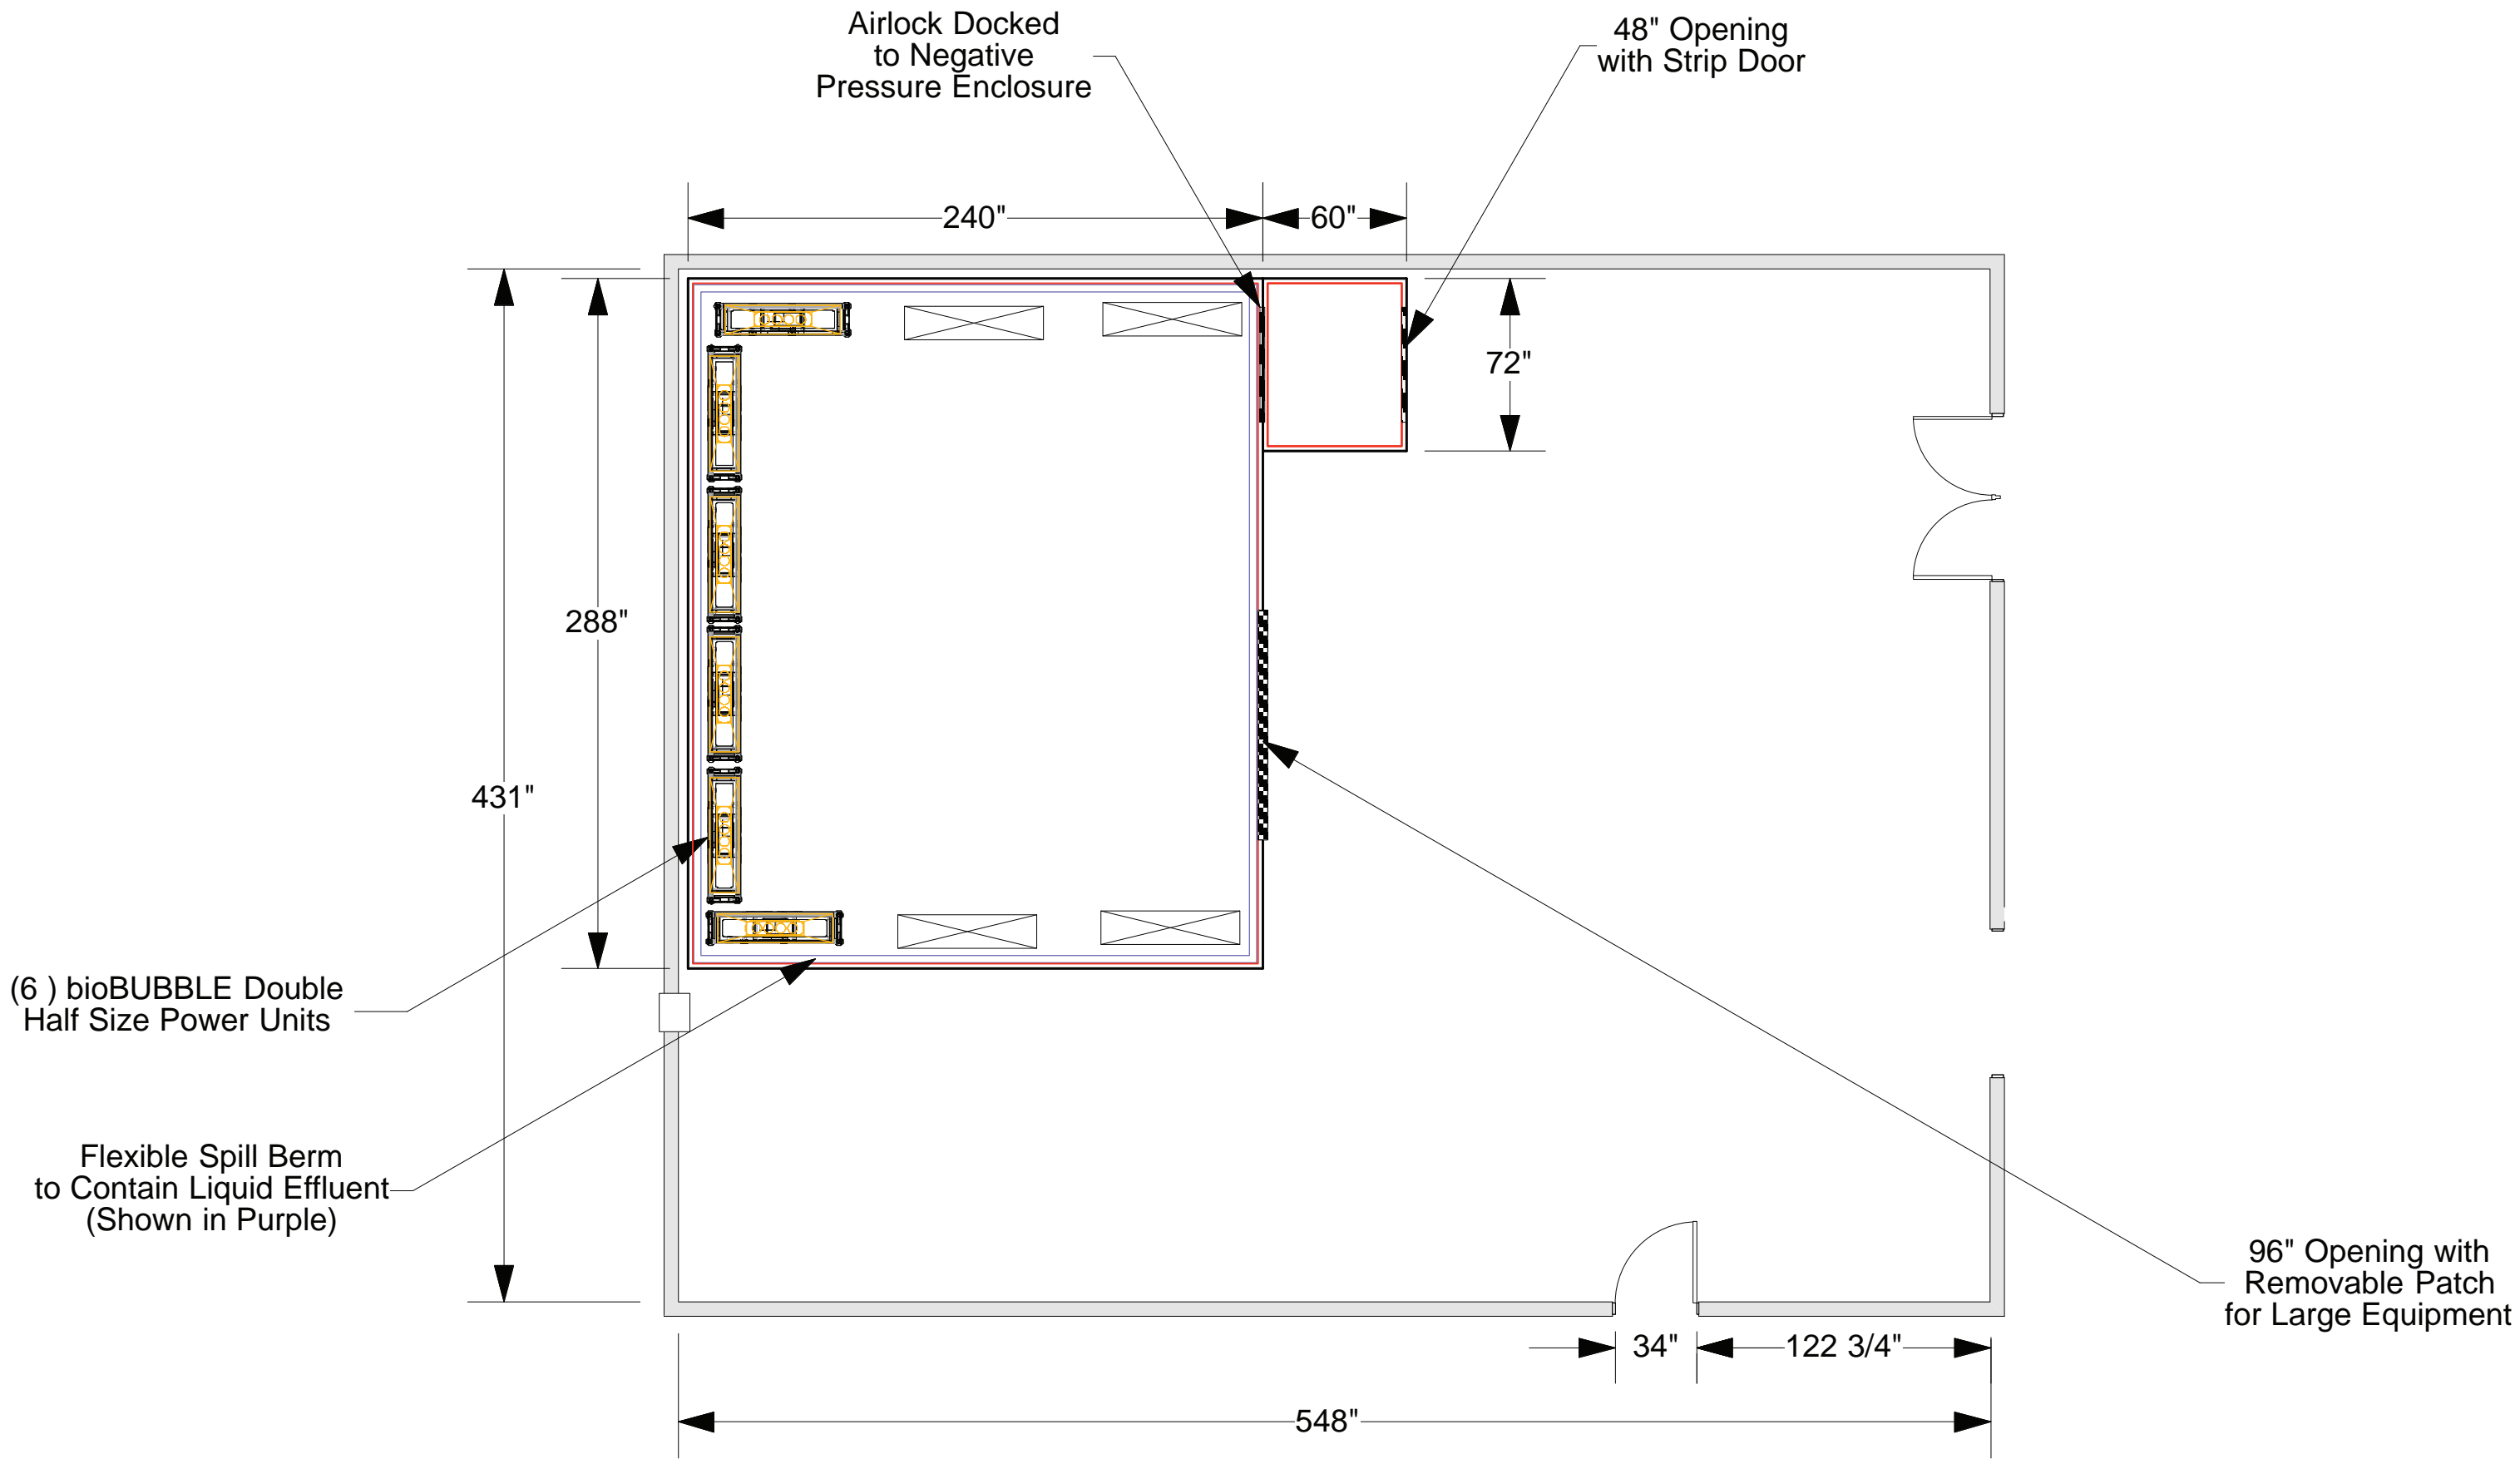 Airlock Docked
to Negative
Pressure Enclosure
48" Opening
with Strip Door
240"
60"
72"
288"
431"
(6 ) bioBUBBLE Double
Half Size Power Units
Flexible Spill Berm
to Contain Liquid Effluent
(Shown in Purple)
96" Opening with
Removable Patch
for Large Equipment
34"
122 3/4"
548"